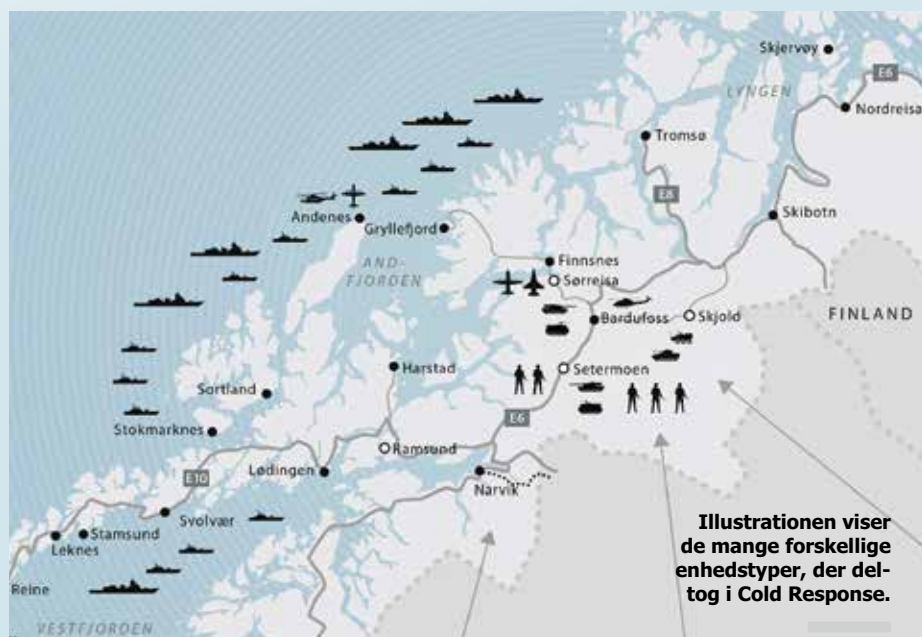 Skjervøy
E6
LYNGEN
Nordreisa
Tromsø
E8
Andenes
Skibotn
Gryllefjord
AND-
FJORDEN
Finnsnes
Sørreisa
FINLAND
Bardufoss
Skjold
Harstad
Setermoen
Sortland
Stokmarknes
E6
Ramsund
Lødingen
E10
Narvik
Svolvær
Stamsund
Leknes
Reine
VESTFJORDEN
Illustrationen viser
de mange forskellige
enhedstyper, der del-
tog i Cold Response.